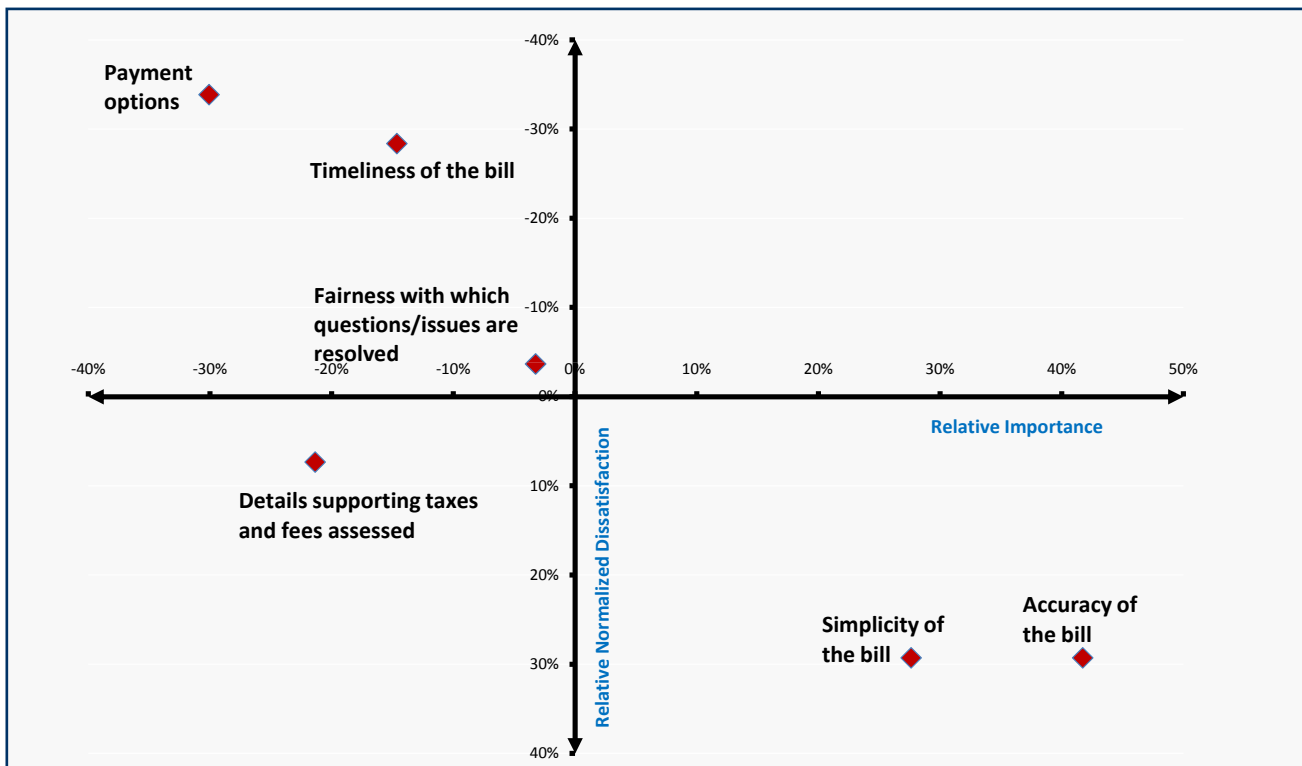 -40%
Payment
options
-30%
Timeliness of the bill
-20%
Fairness with which
questions/issues are
resolved
-10%
-40% -30% -20% -10% 0% 10% 20% 30% 40% 50%
0%
Relative Importance
Relative Normalized Dissatisfaction
10%
Details supporting taxes
and fees assessed
20%
Simplicity of
the bill
Accuracy of
the bill
30%
40%